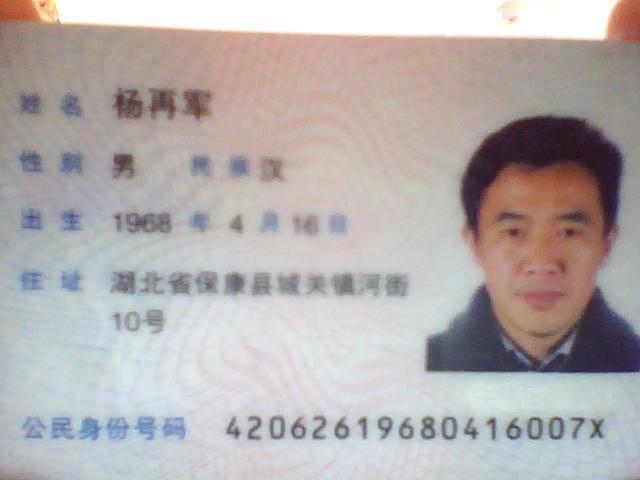 姓名 杨再军
性别 男 民族 汉
出生 1968 年 4 月 16 日
住址 湖北省保康县城关镇河街
10号
公民身份号码 42062619680416007X